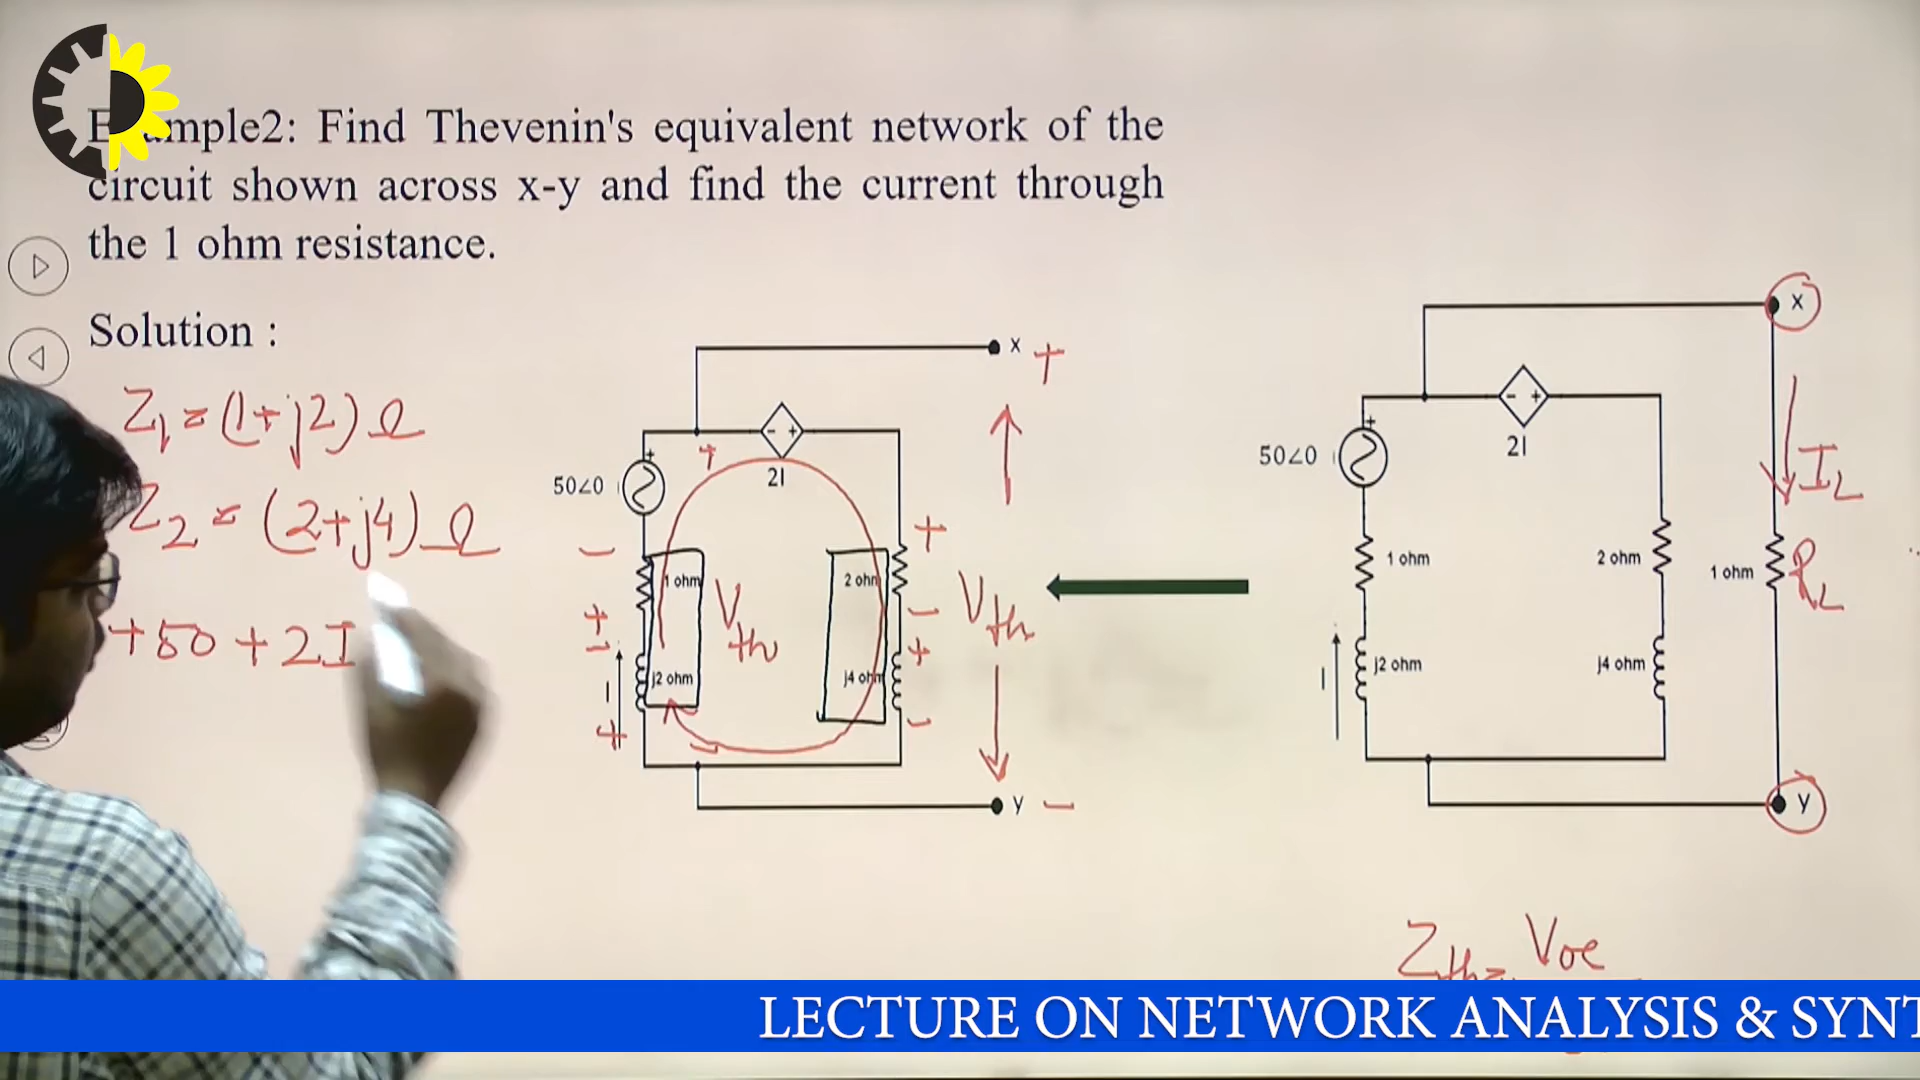 Example2: Find Thevenin's equivalent network of the
circuit shown across x-y and find the current through
the 1 ohm resistance.
Solution :
Z1 = (1+j2) Ω
Z2 = (2+j4) Ω
+50 + 2I
x +
+
- +
2I
50∠0
+
-
1 ohm
+
-
j2 ohm
I
+
Vth
+
2 ohm
-
+
j4 ohm
-
Vth
y -
x
- +
2I
+
50∠0
1 ohm
j2 ohm
I
2 ohm
j4 ohm
1 ohm
IL
RL
y
Zth = Voc
LECTURE ON NETWORK ANALYSIS &